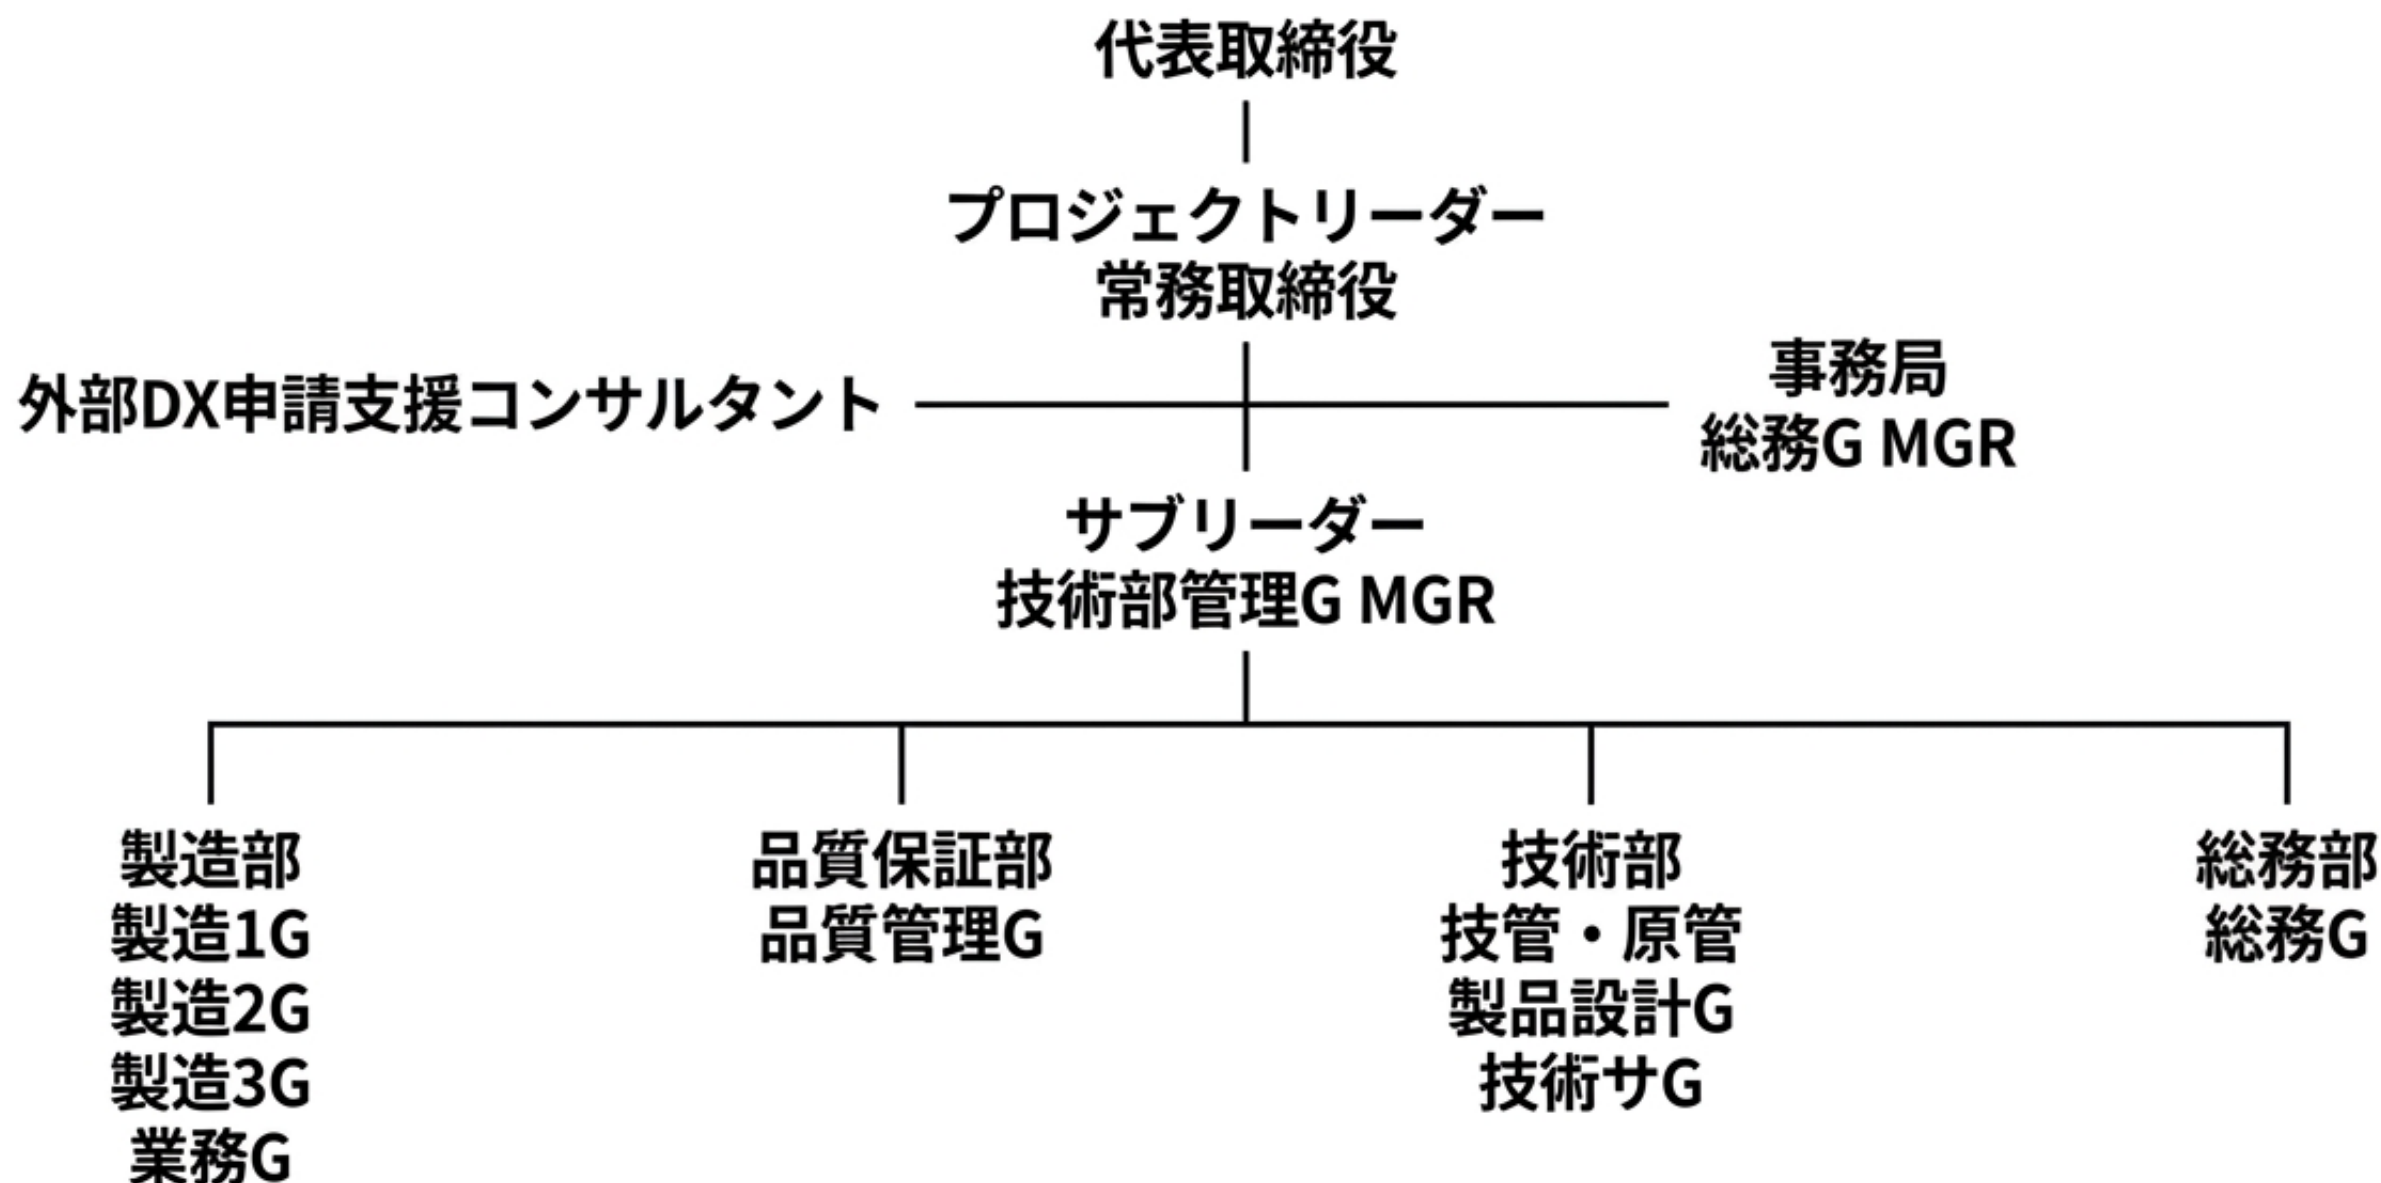 代表取締役
プロジェクトリーダー
常務取締役
外部DX申請支援コンサルタント
事務局
総務G MGR
サブリーダー
技術部管理G MGR
製造部
製造1G
製造2G
製造3G
業務G
品質保証部
品質管理G
技術部
技管・原管
製品設計G
技術サG
総務部
総務G